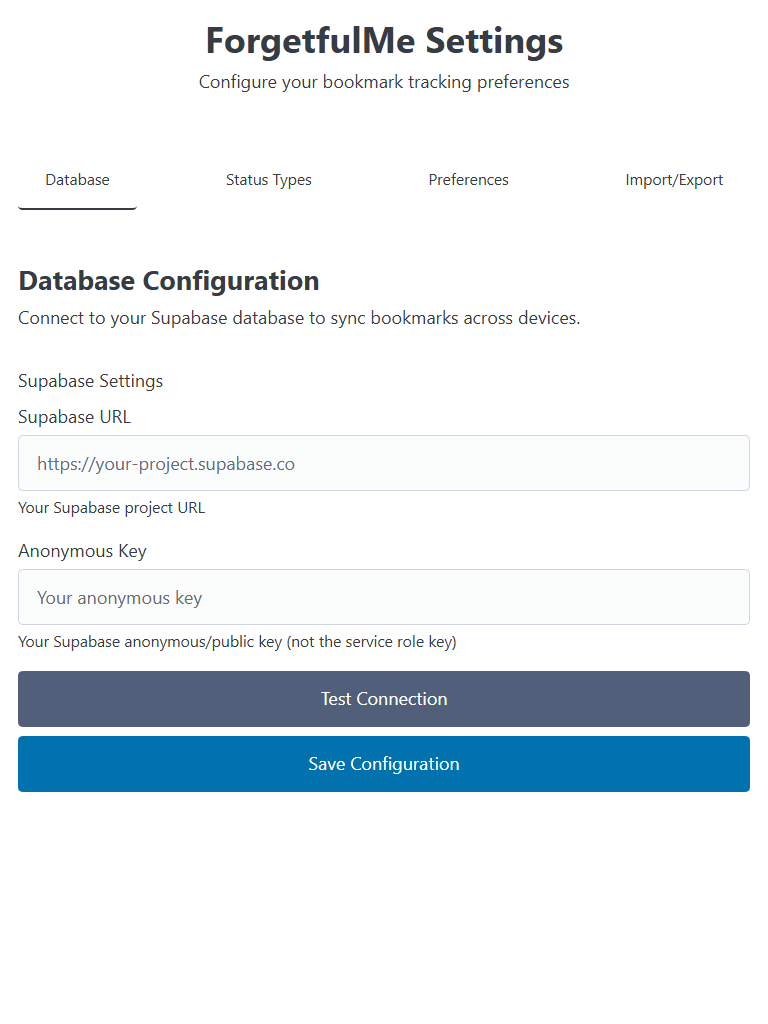 ForgetfulMe Settings
Configure your bookmark tracking preferences
Database
Status Types
Preferences
Import/Export
Database Configuration
Connect to your Supabase database to sync bookmarks across devices.
Supabase Settings
Supabase URL
https://your-project.supabase.co
Your Supabase project URL
Anonymous Key
Your anonymous key
Your Supabase anonymous/public key (not the service role key)
Test Connection
Save Configuration